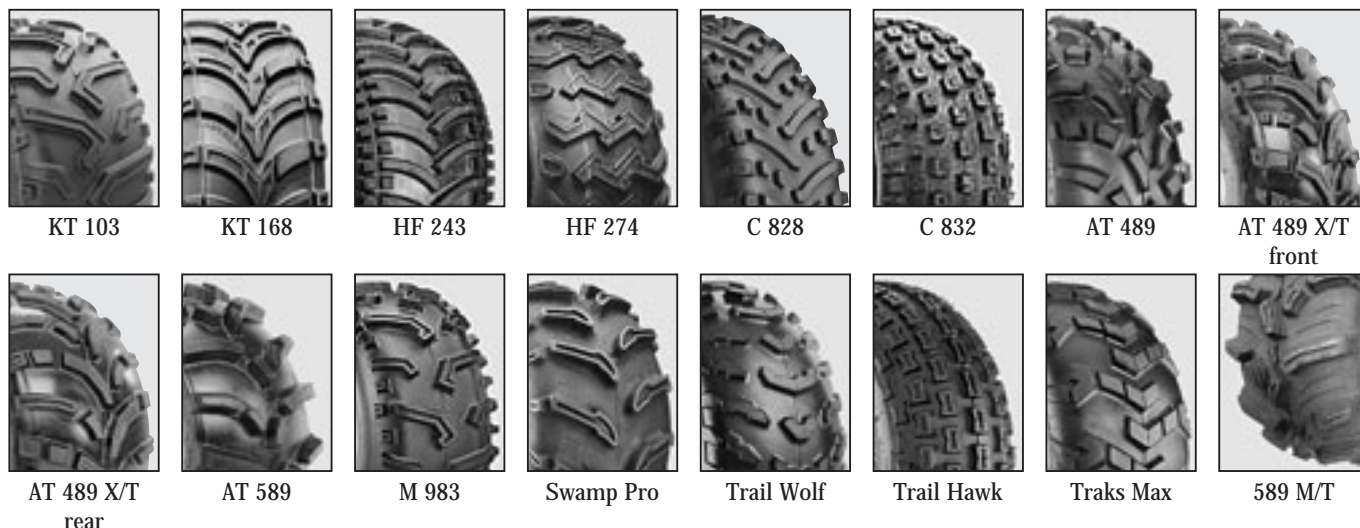 KT 103
KT 168
HF 243
HF 274
C 828
C 832
AT 489
AT 489 X/T
front
AT 489 X/T
rear
AT 589
M 983
Swamp Pro
Trail Wolf
Trail Hawk
Traks Max
589 M/T